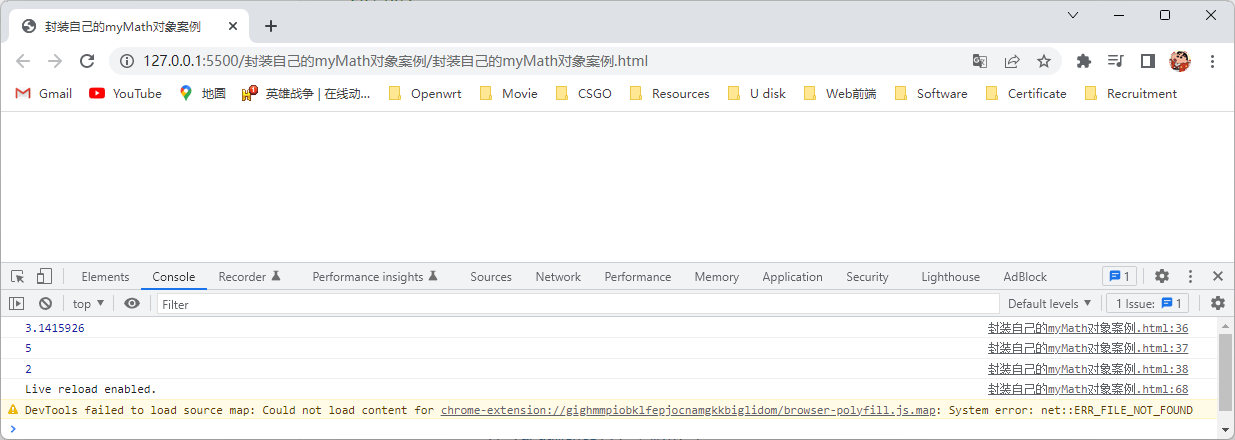 封装自己的myMath对象案例
127.0.0.1:5500/封装自己的myMath对象案例/封装自己的myMath对象案例.html
Gmail YouTube 地图 英雄战争 | 在线动... Openwrt Movie CSGO Resources U disk Web前端 Software Certificate Recruitment
Elements Console Recorder Performance insights Sources Network Performance Memory Application Security Lighthouse AdBlock 1
top Filter Default levels 1 Issue: 1
3.1415926 封装自己的myMath对象案例.html:36
5 封装自己的myMath对象案例.html:37
2 封装自己的myMath对象案例.html:38
Live reload enabled. 封装自己的myMath对象案例.html:68
DevTools failed to load source map: Could not load content for chrome-extension://gighmmpiobklfepjocnamgkkbiglidom/browser-polyfill.js.map: System error: net::ERR_FILE_NOT_FOUND